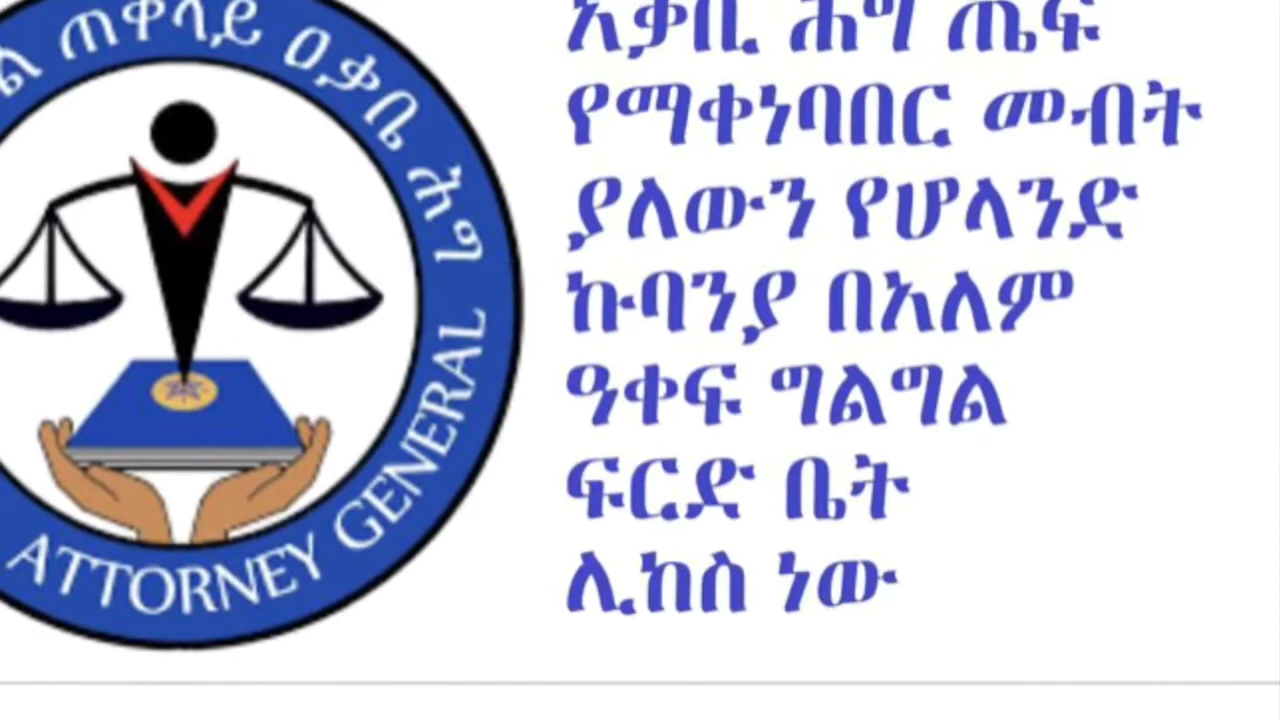 ል ጠቀላይ ዐቃቤ ሕግ
ATTORNEY GENERAL
አቃቢ ሕግ ጤፍ
የማቀነባበር መብት
ያለውን የሆላንድ
ኩባንያ በአለም
ዓቀፍ ግልግል
ፍርድ ቤት
ሊከስ ነው